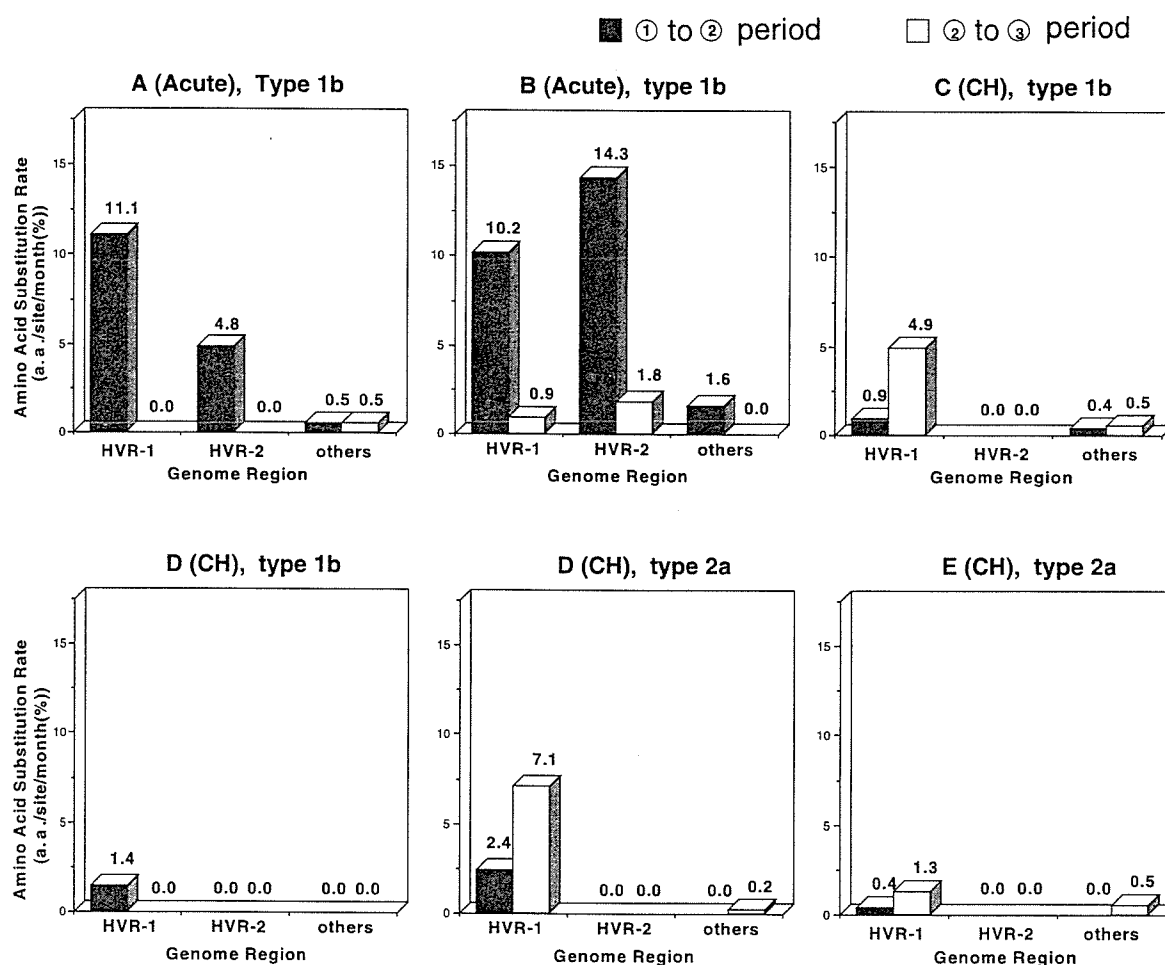 ① to ② period
② to ③ period
A (Acute), Type 1b
Amino Acid Substitution Rate
(a.a./site/month(%))
15
10
5
0
11.1
0.0
4.8
0.0
0.5 0.5
HVR-1 HVR-2 others
Genome Region
B (Acute), type 1b
15
10
5
0
10.2
0.9
14.3
1.8
1.6
0.0
HVR-1 HVR-2 others
Genome Region
C (CH), type 1b
15
10
5
0
0.9
4.9
0.0 0.0
0.4 0.5
HVR-1 HVR-2 others
Genome Region
D (CH), type 1b
Amino Acid Substitution Rate
(a.a./site/month(%))
15
10
5
0
1.4
0.0
0.0 0.0
0.0 0.0
HVR-1 HVR-2 others
Genome Region
D (CH), type 2a
15
10
5
0
2.4
7.1
0.0 0.0
0.0 0.2
HVR-1 HVR-2 others
Genome Region
E (CH), type 2a
15
10
5
0
0.4
1.3
0.0 0.0
0.0 0.5
HVR-1 HVR-2 others
Genome Region